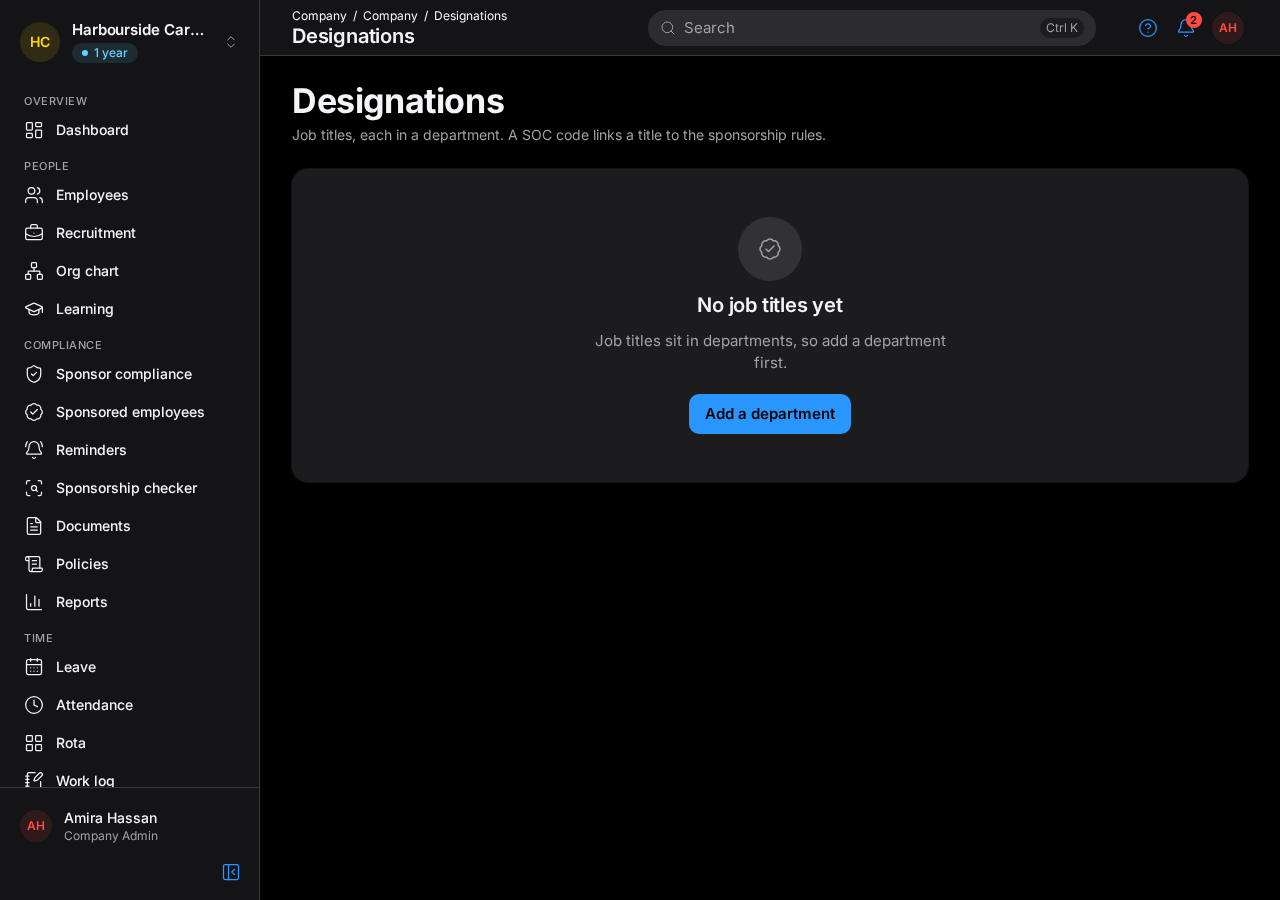 HC
Harbourside Car...
1 year
OVERVIEW
Dashboard
PEOPLE
Employees
Recruitment
Org chart
Learning
COMPLIANCE
Sponsor compliance
Sponsored employees
Reminders
Sponsorship checker
Documents
Policies
Reports
TIME
Leave
Attendance
Rota
Work log
AH
Amira Hassan
Company Admin
Company / Company / Designations
Designations
Search
Ctrl K
2
AH
Designations
Job titles, each in a department. A SOC code links a title to the sponsorship rules.
No job titles yet
Job titles sit in departments, so add a department
first.
Add a department